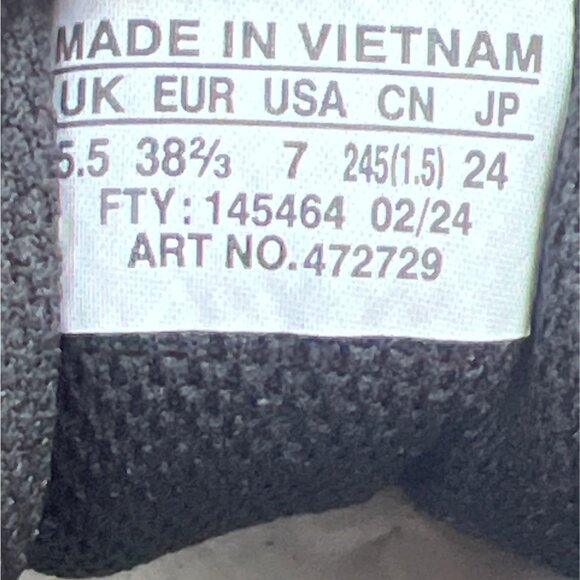 MADE IN VIETNAM
UK EUR USA CN JP
5.5 38⅔ 7 245(1.5) 24
FTY: 145464 02/24
ART NO. 472729